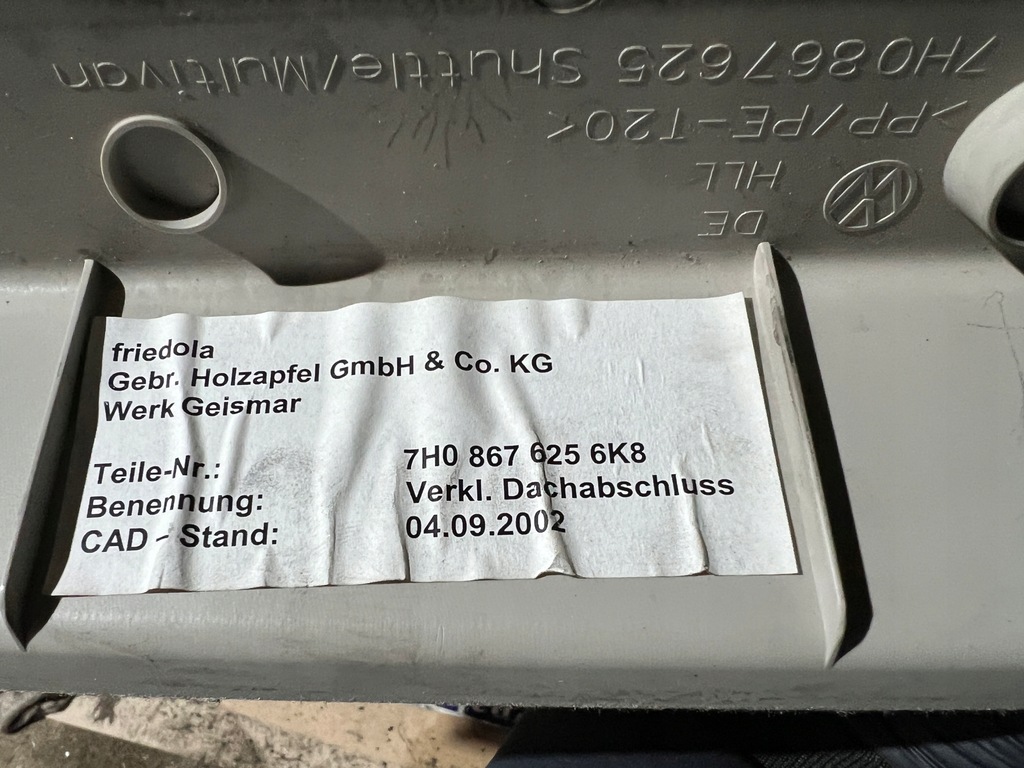 7H0867625 Shuttle/Multivan
>PP/PE-T20<
HLL
DE
friedola
Gebr. Holzapfel GmbH & Co. KG
Werk Geismar
Teile-Nr.: 7H0 867 625 6K8
Benennung: Verkl. Dachabschluss
CAD - Stand: 04.09.2002